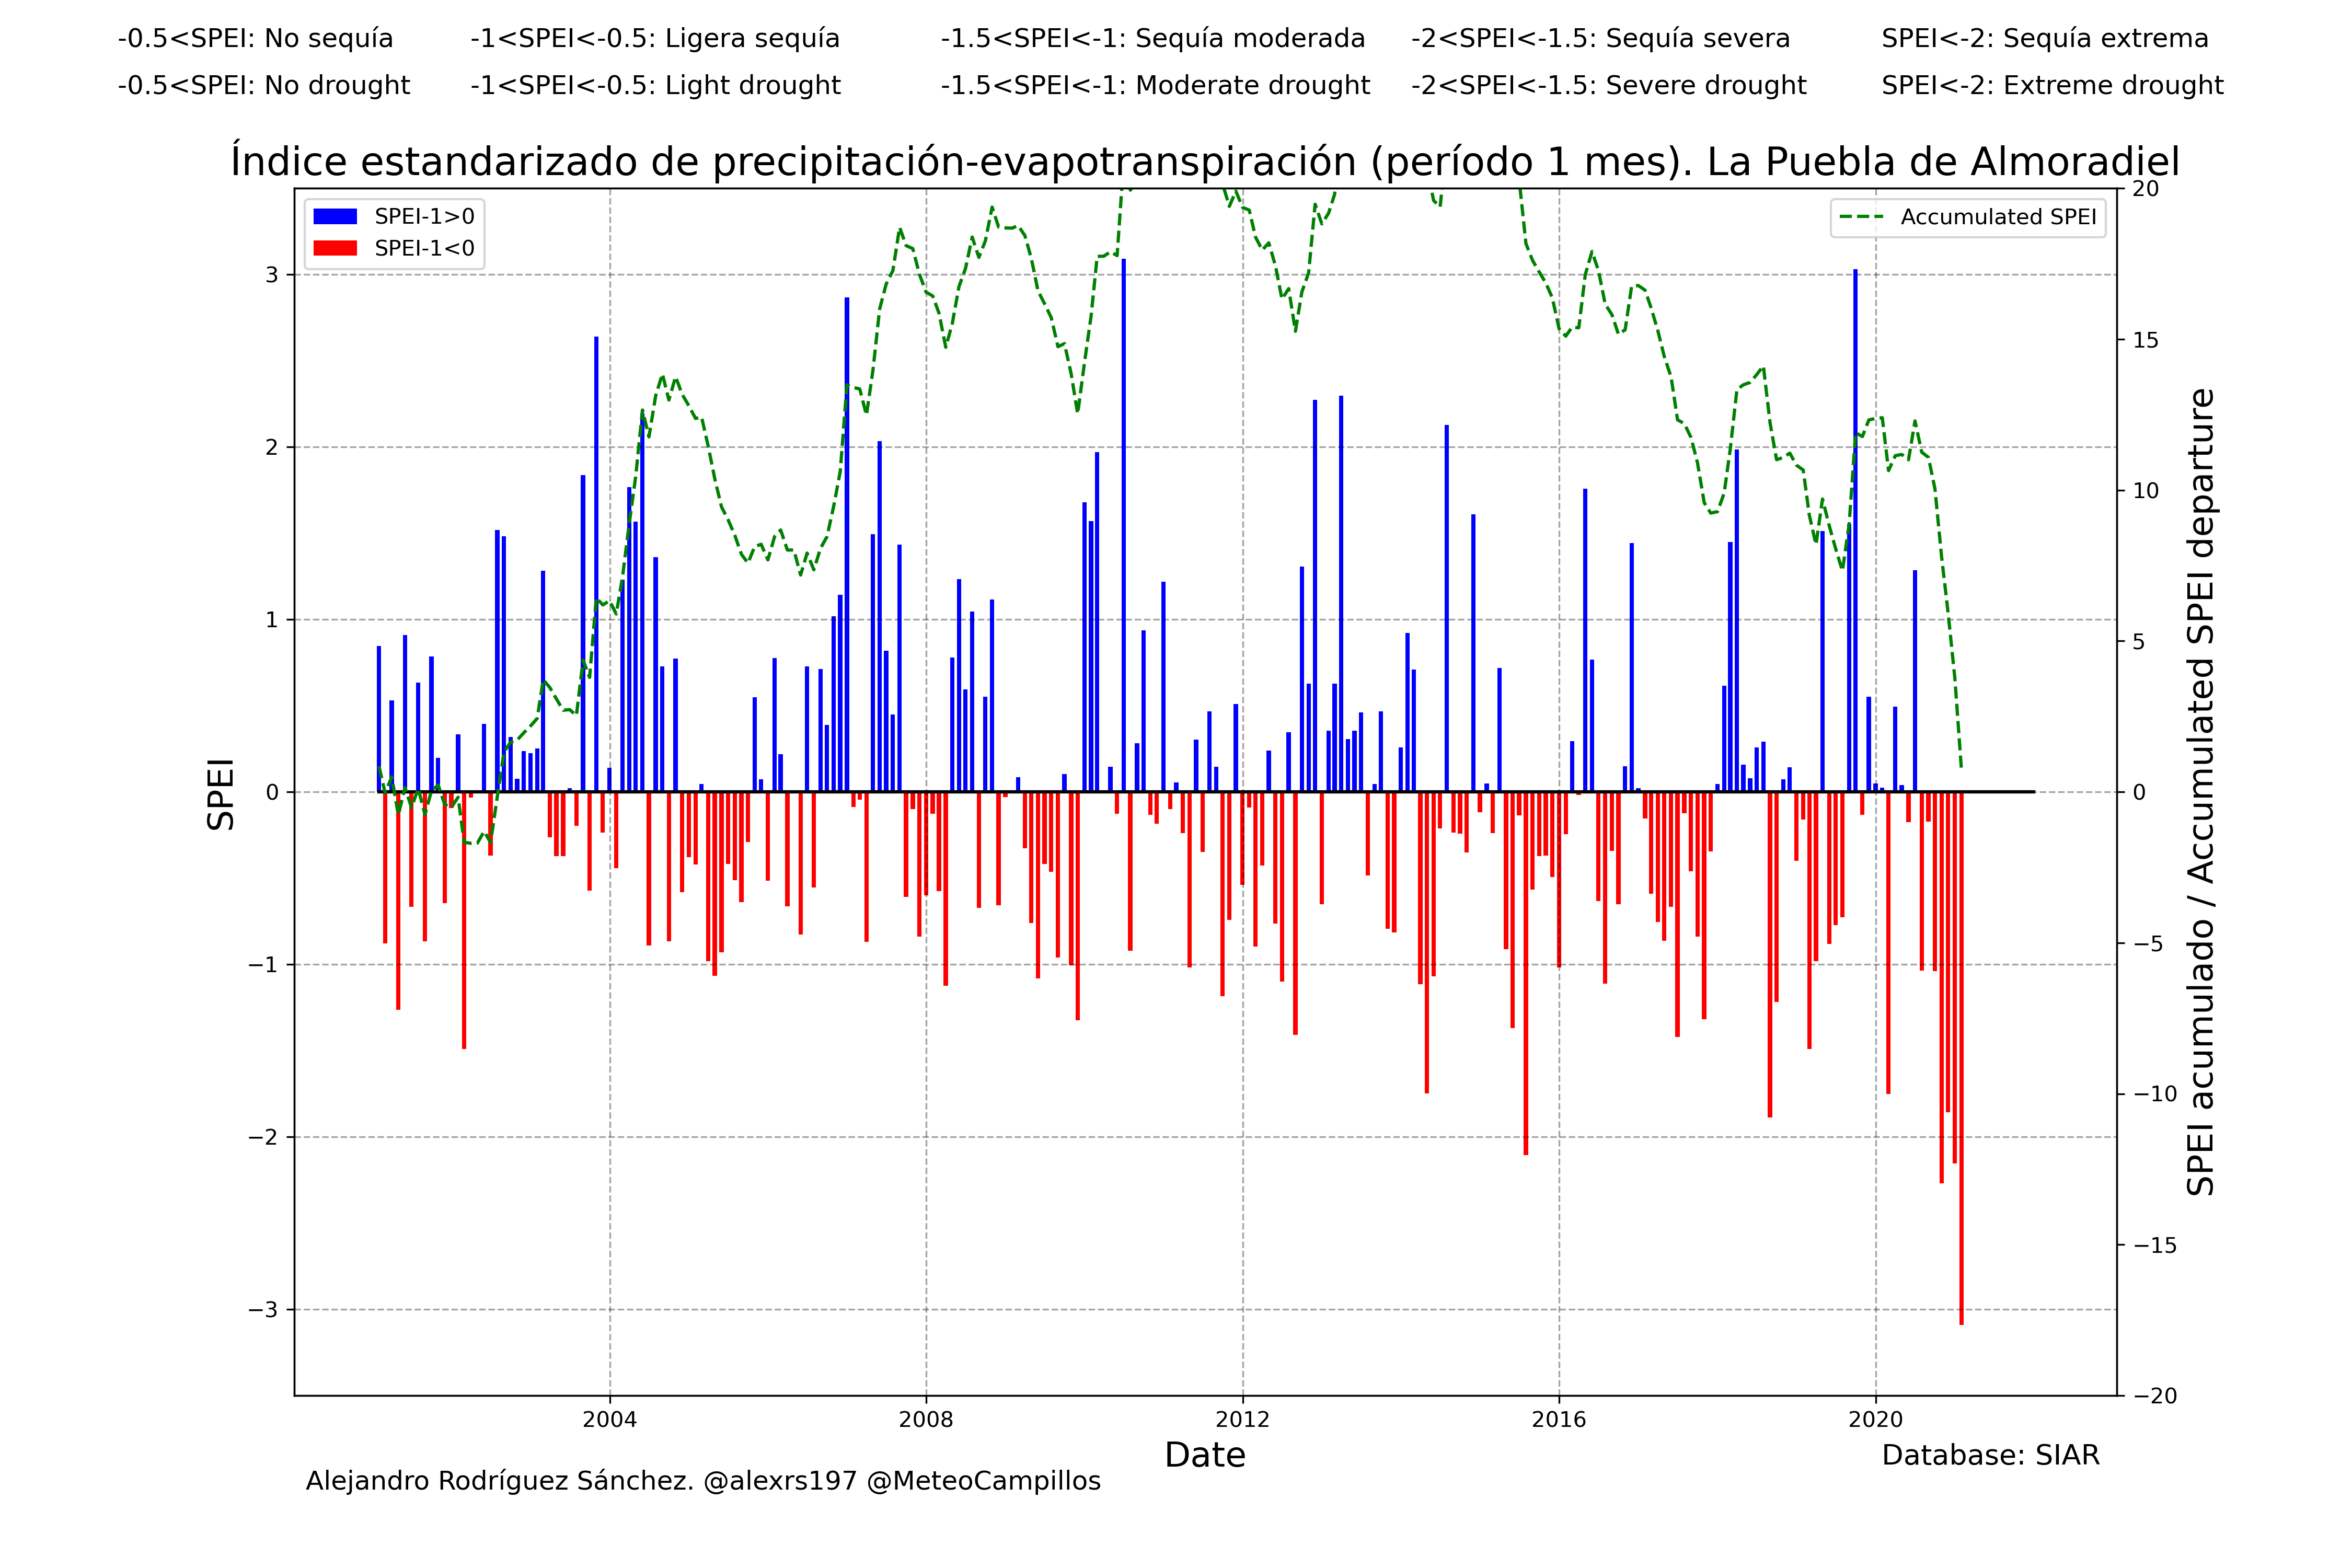 -0.5<SPEI: No sequía -1<SPEI<-0.5: Ligera sequía -1.5<SPEI<-1: Sequía moderada -2<SPEI<-1.5: Sequía severa SPEI<-2: Sequía extrema
-0.5<SPEI: No drought -1<SPEI<-0.5: Light drought -1.5<SPEI<-1: Moderate drought -2<SPEI<-1.5: Severe drought SPEI<-2: Extreme drought
Índice estandarizado de precipitación-evapotranspiración (período 1 mes). La Puebla de Almoradiel
SPEI-1>0
SPEI-1<0
Accumulated SPEI
3
2
1
0
−1
−2
−3
SPEI
20
15
10
5
0
−5
−10
−15
−20
SPEI acumulado / Accumulated SPEI departure
2004 2008 2012 2016 2020
Date
Database: SIAR
Alejandro Rodríguez Sánchez. @alexrs197 @MeteoCampillos